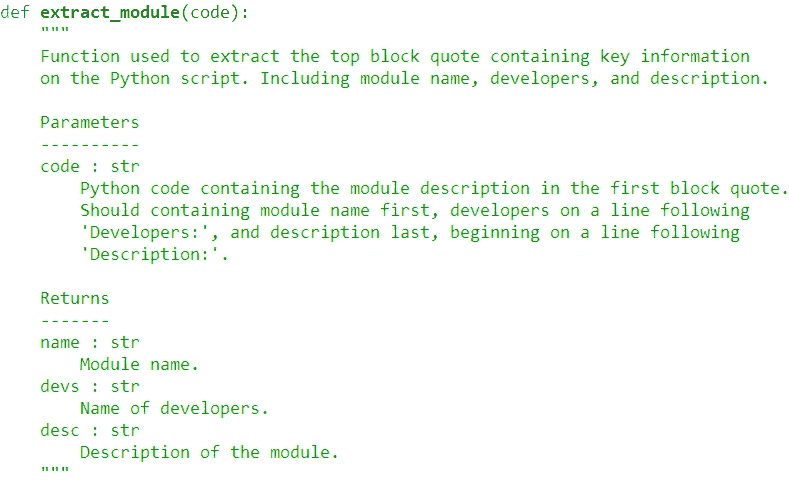 def extract_module(code):
    """
    Function used to extract the top block quote containing key information
    on the Python script. Including module name, developers, and description.

    Parameters
    ----------
    code : str
        Python code containing the module description in the first block quote.
        Should containing module name first, developers on a line following
        'Developers:', and description last, beginning on a line following
        'Description:'.

    Returns
    -------
    name : str
        Module name.
    devs : str
        Name of developers.
    desc : str
        Description of the module.
    """